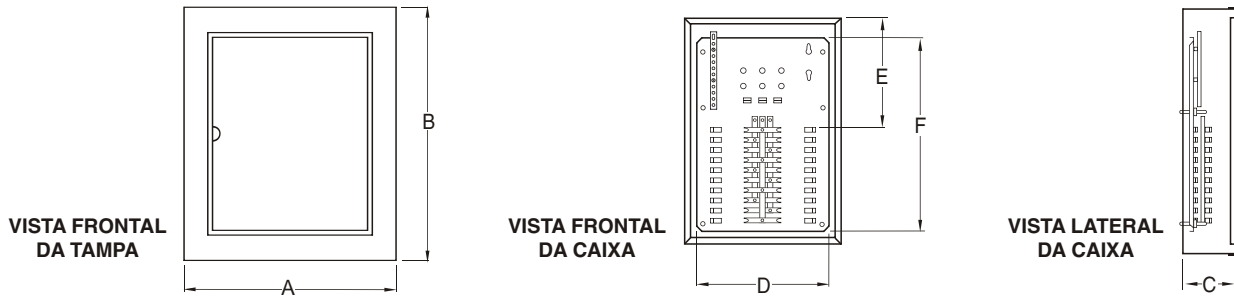 VISTA FRONTAL
DA TAMPA
A
B
VISTA FRONTAL
DA CAIXA
D
E
F
VISTA LATERAL
DA CAIXA
C